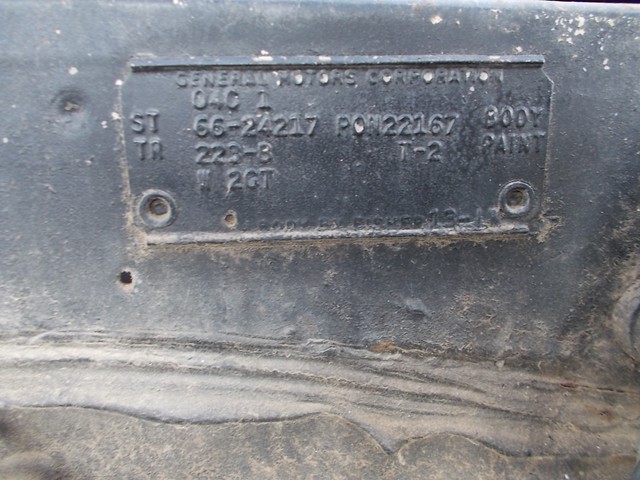 GENERAL MOTORS CORPORATION
04C 1
ST 66-24217 PON22167 BODY
TR 223-B T-2 PAINT
W 2GT
BODY BY FISHER